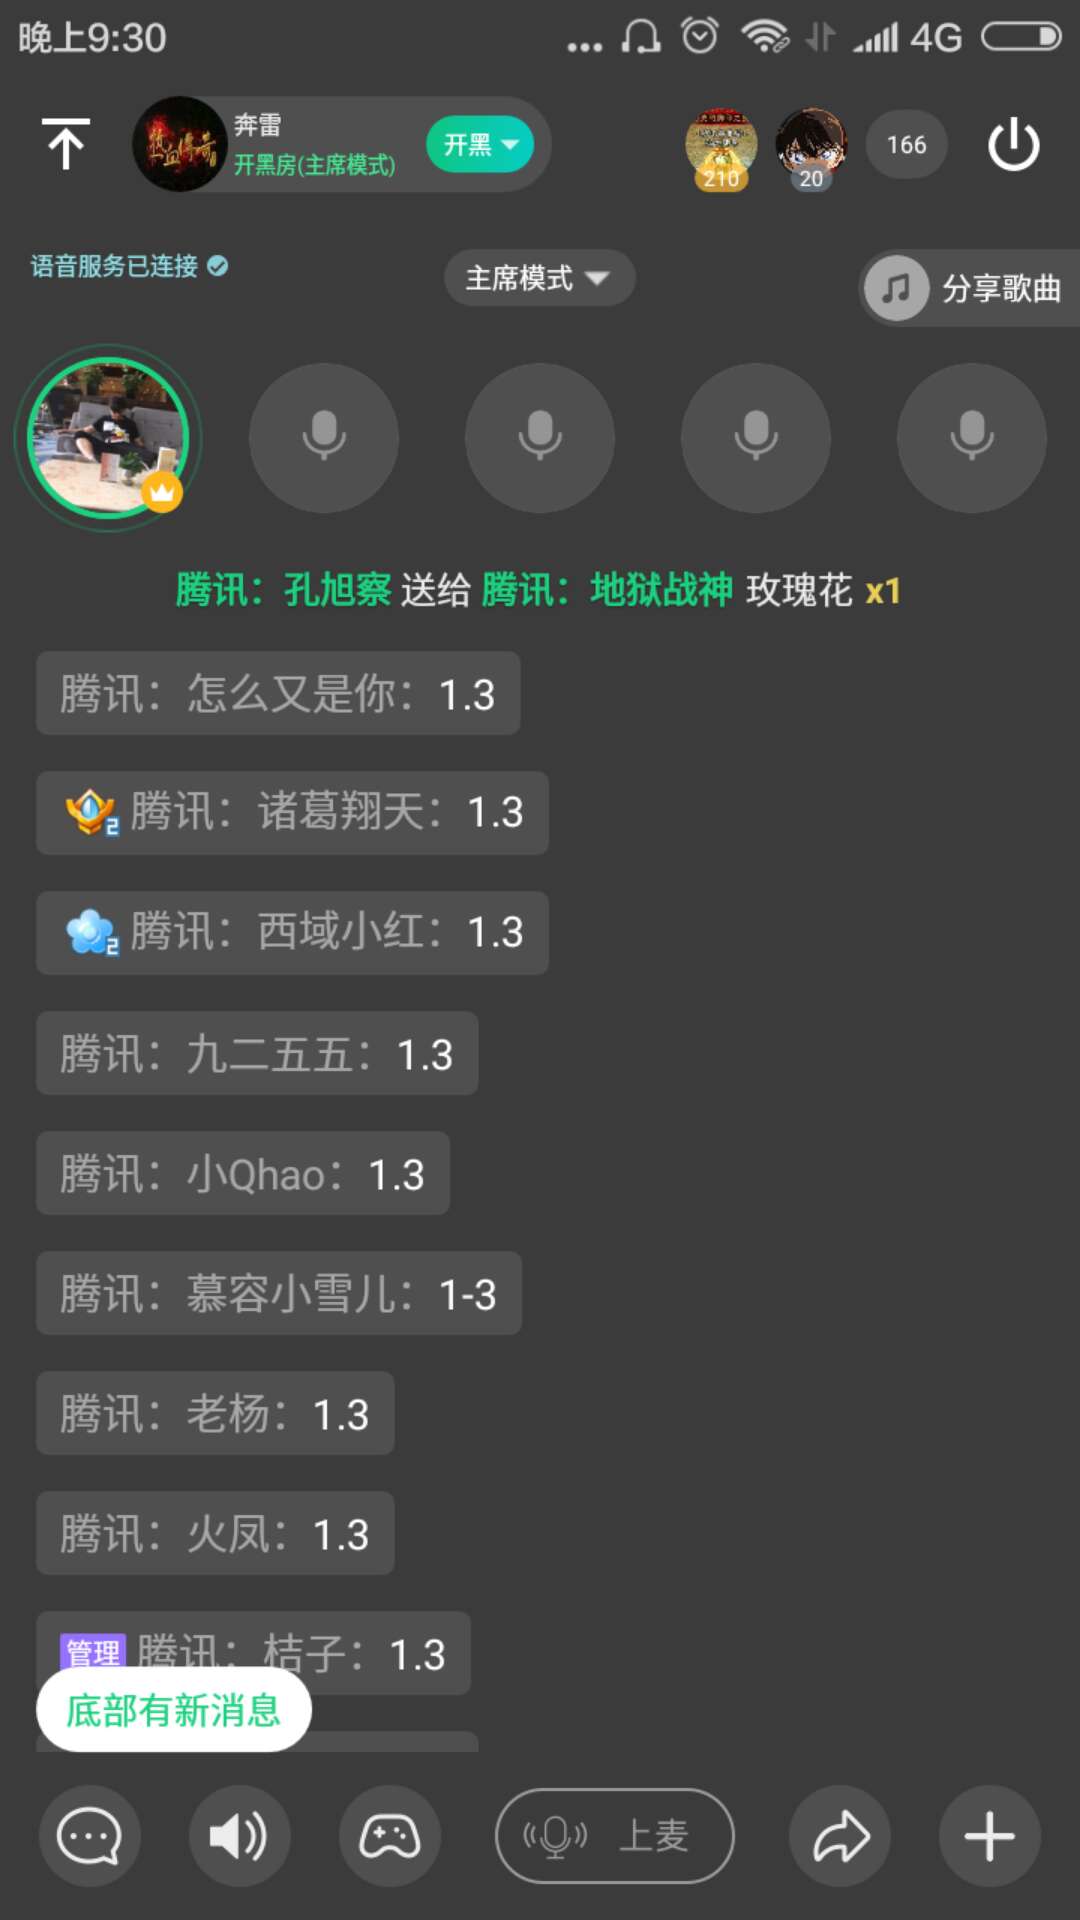 晚上9:30
4G
奔雷
开黑房(主席模式)
开黑
热血传奇
210
20
166
语音服务已连接
主席模式
分享歌曲
腾讯：孔旭察 送给 腾讯：地狱战神 玫瑰花 x1
腾讯：怎么又是你：1.3
2 腾讯：诸葛翔天：1.3
2 腾讯：西域小红：1.3
腾讯：九二五五：1.3
腾讯：小Qhao：1.3
腾讯：慕容小雪儿：1-3
腾讯：老杨：1.3
腾讯：火凤：1.3
管理 腾讯：桔子：1.3
底部有新消息
上麦